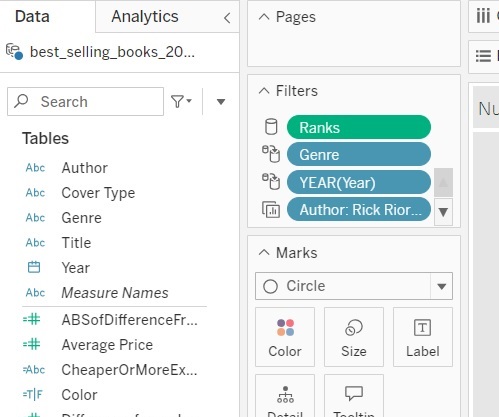 Data
Analytics
best_selling_books_20...
Search
Tables
Abc Author
Abc Cover Type
Abc Genre
Abc Title
Year
Abc Measure Names
=# ABSofDifferenceFr...
# Average Price
=Abc CheaperOrMoreEx...
=T|F Color
Pages
Filters
Ranks
Genre
YEAR(Year)
Author: Rick Rior...
Marks
Circle
Color
Size
T Label
Detail
Tooltip
Nu